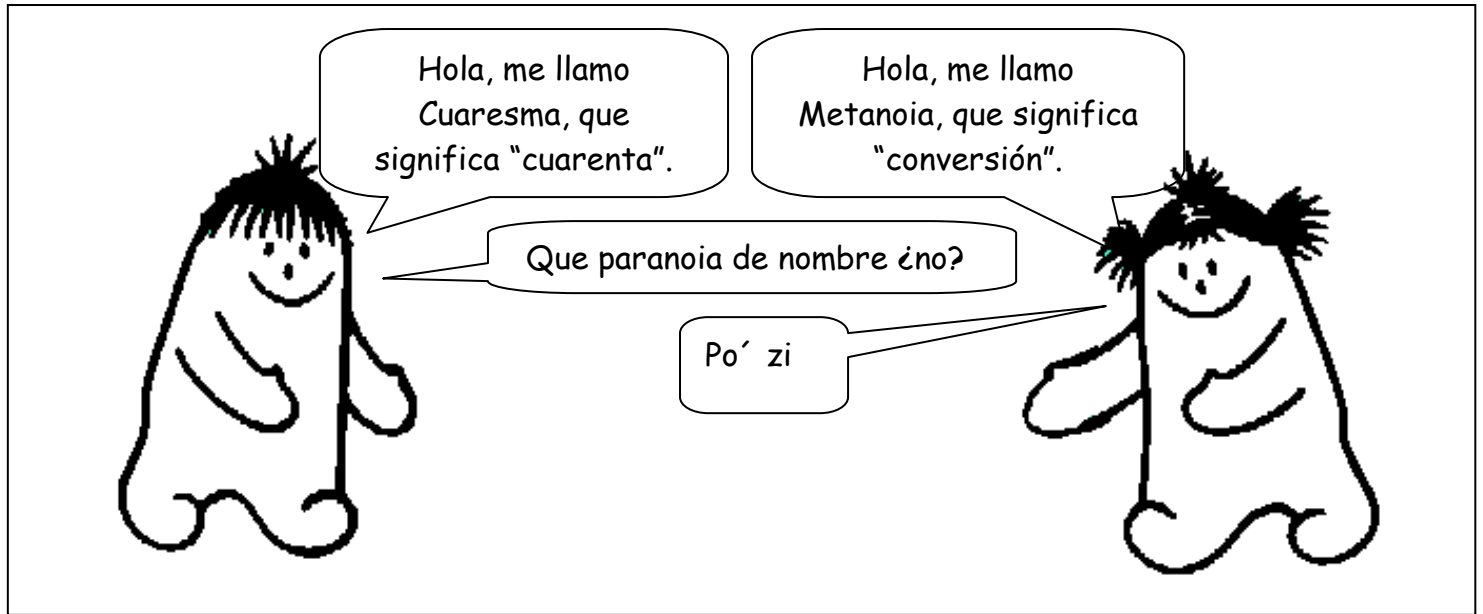 Hola, me llamo
Cuaresma, que
significa “cuarenta”.
Hola, me llamo
Metanoia, que significa
“conversión”.
Que paranoia de nombre ¿no?
Po´ zi